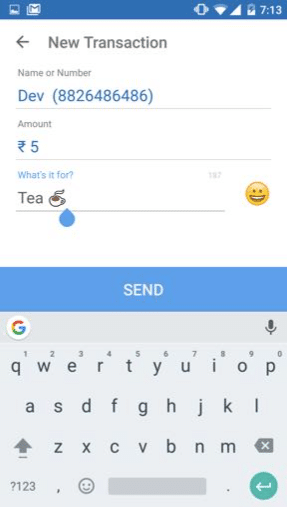 7:13
New Transaction
Name or Number
Dev (8826486486)
Amount
₹ 5
What's it for?
Tea ☕
SEND
G
1 2 3 4 5 6 7 8 9 0
q w e r t y u i o p
a s d f g h j k l
z x c v b n m
?123 , .